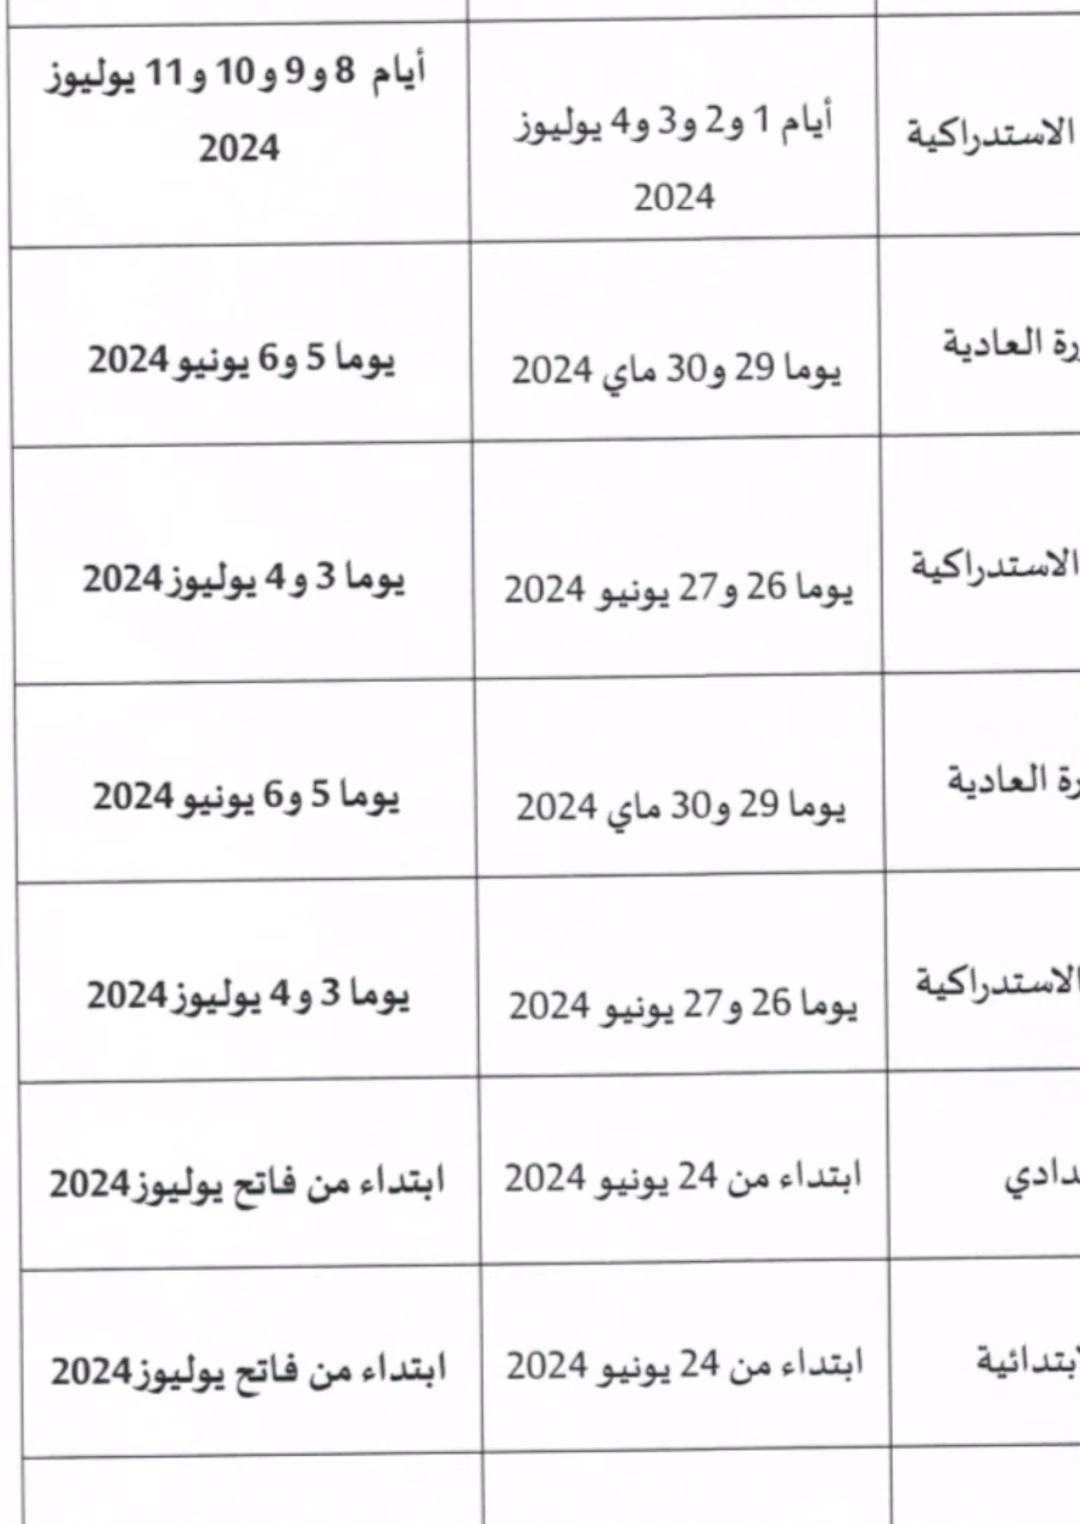 الاستدراكية
أيام 1 و2 و3 و4 يوليوز
2024
أيام 8 و9 و10 و11 يوليوز
2024
رة العادية
يوما 29 و30 ماي 2024
يوما 5 و6 يونيو 2024
الاستدراكية
يوما 26 و27 يونيو 2024
يوما 3 و4 يوليوز 2024
رة العادية
يوما 29 و30 ماي 2024
يوما 5 و6 يونيو 2024
الاستدراكية
يوما 26 و27 يونيو 2024
يوما 3 و4 يوليوز 2024
دادي
ابتداء من 24 يونيو 2024
ابتداء من فاتح يوليوز 2024
بتدائية
ابتداء من 24 يونيو 2024
ابتداء من فاتح يوليوز 2024